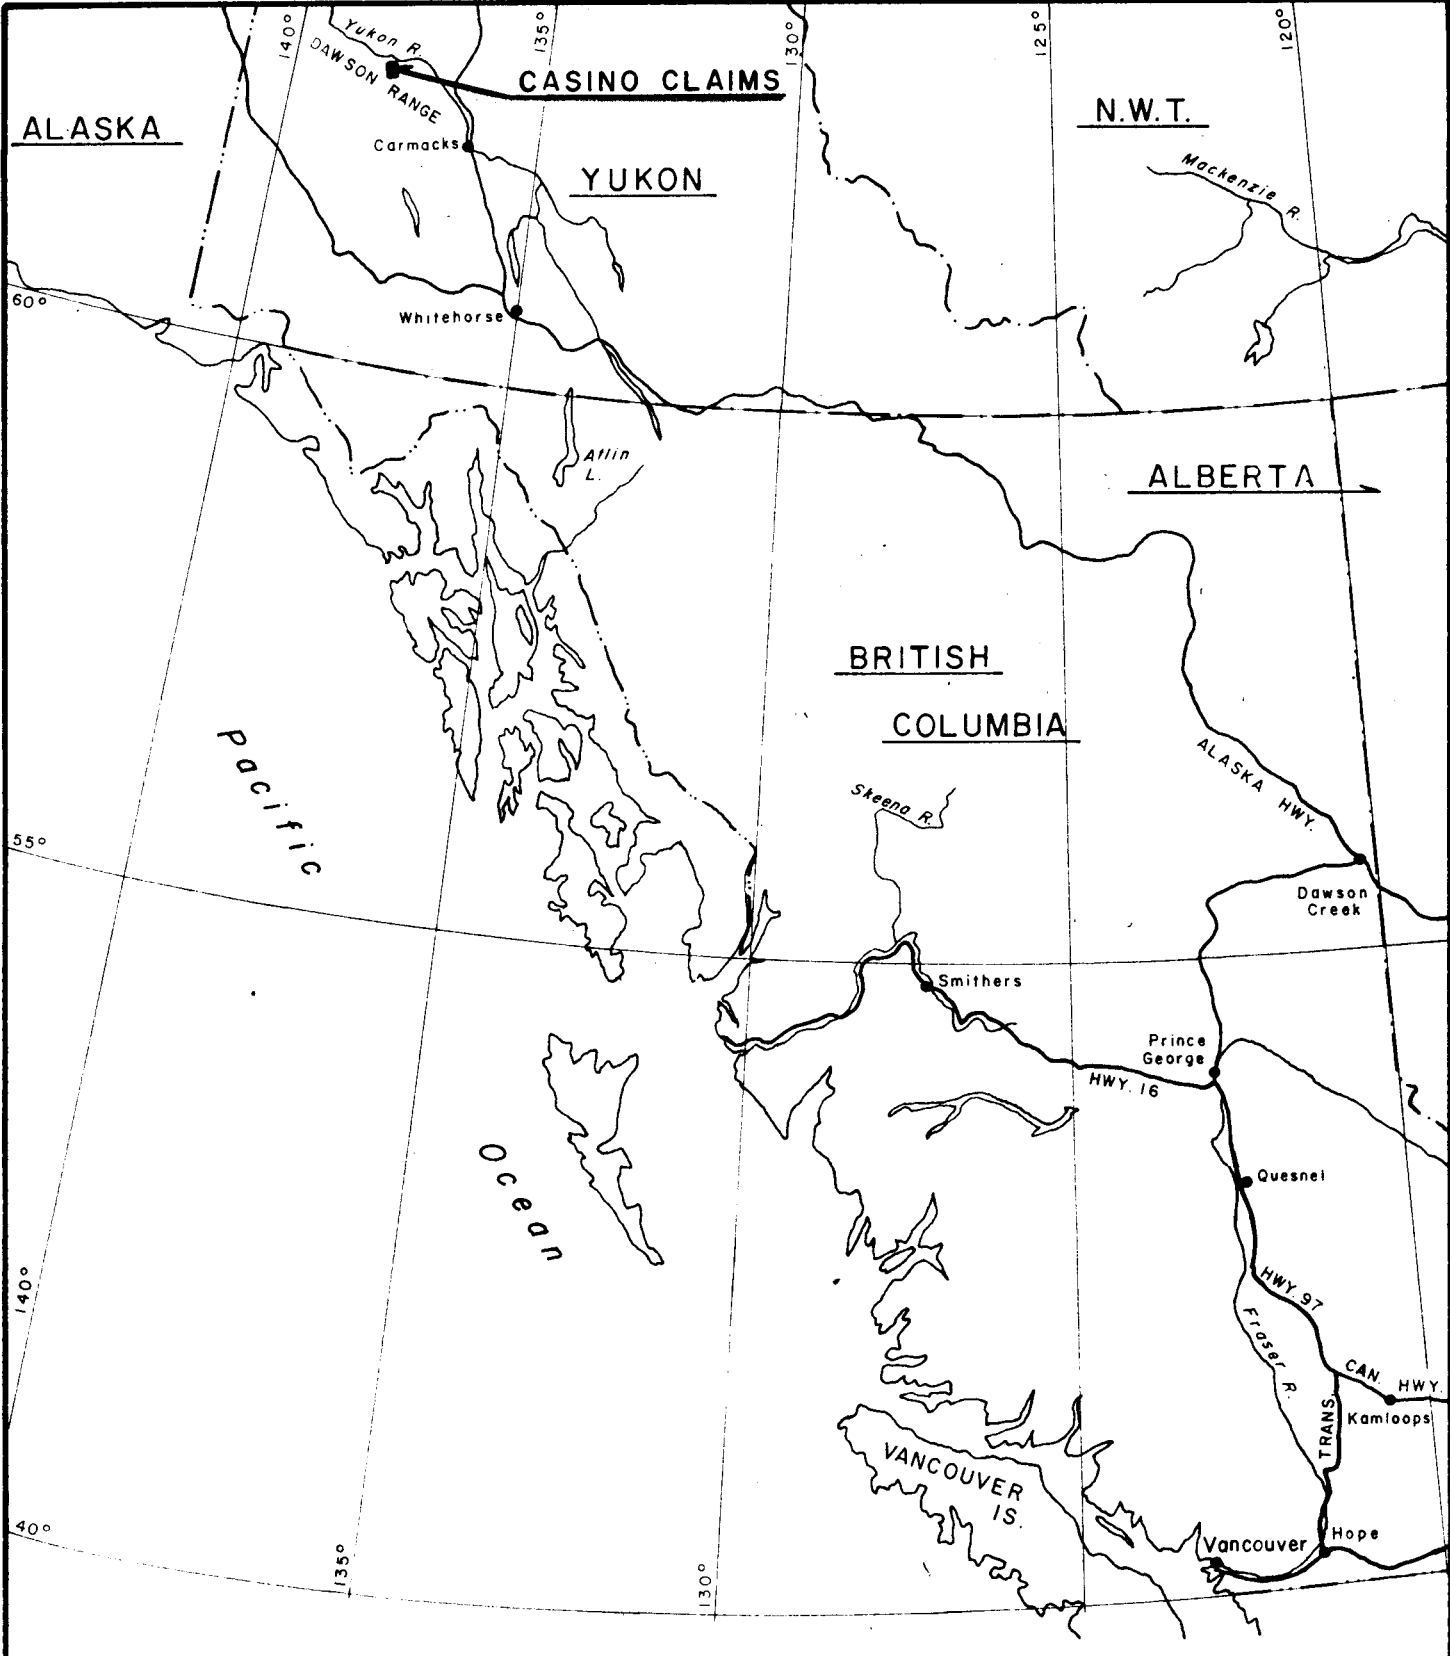 140°
135°
130°
125°
120°
Yukon R.
DAWSON RANGE
CASINO CLAIMS
ALASKA
N.W.T.
Carmacks
YUKON
Mackenzie R.
60°
Whitehorse
Atlin
L.
ALBERTA
BRITISH
COLUMBIA
pacific
ALASKA HWY.
Skeena R.
55°
Dawson
Creek
Smithers
Prince
George
HWY. 16
Ocean
Quesnel
140°
HWY. 97
Fraser R.
CAN. HWY.
TRANS.
Kamloops
VANCOUVER
IS.
40°
Vancouver
Hope
135°
130°